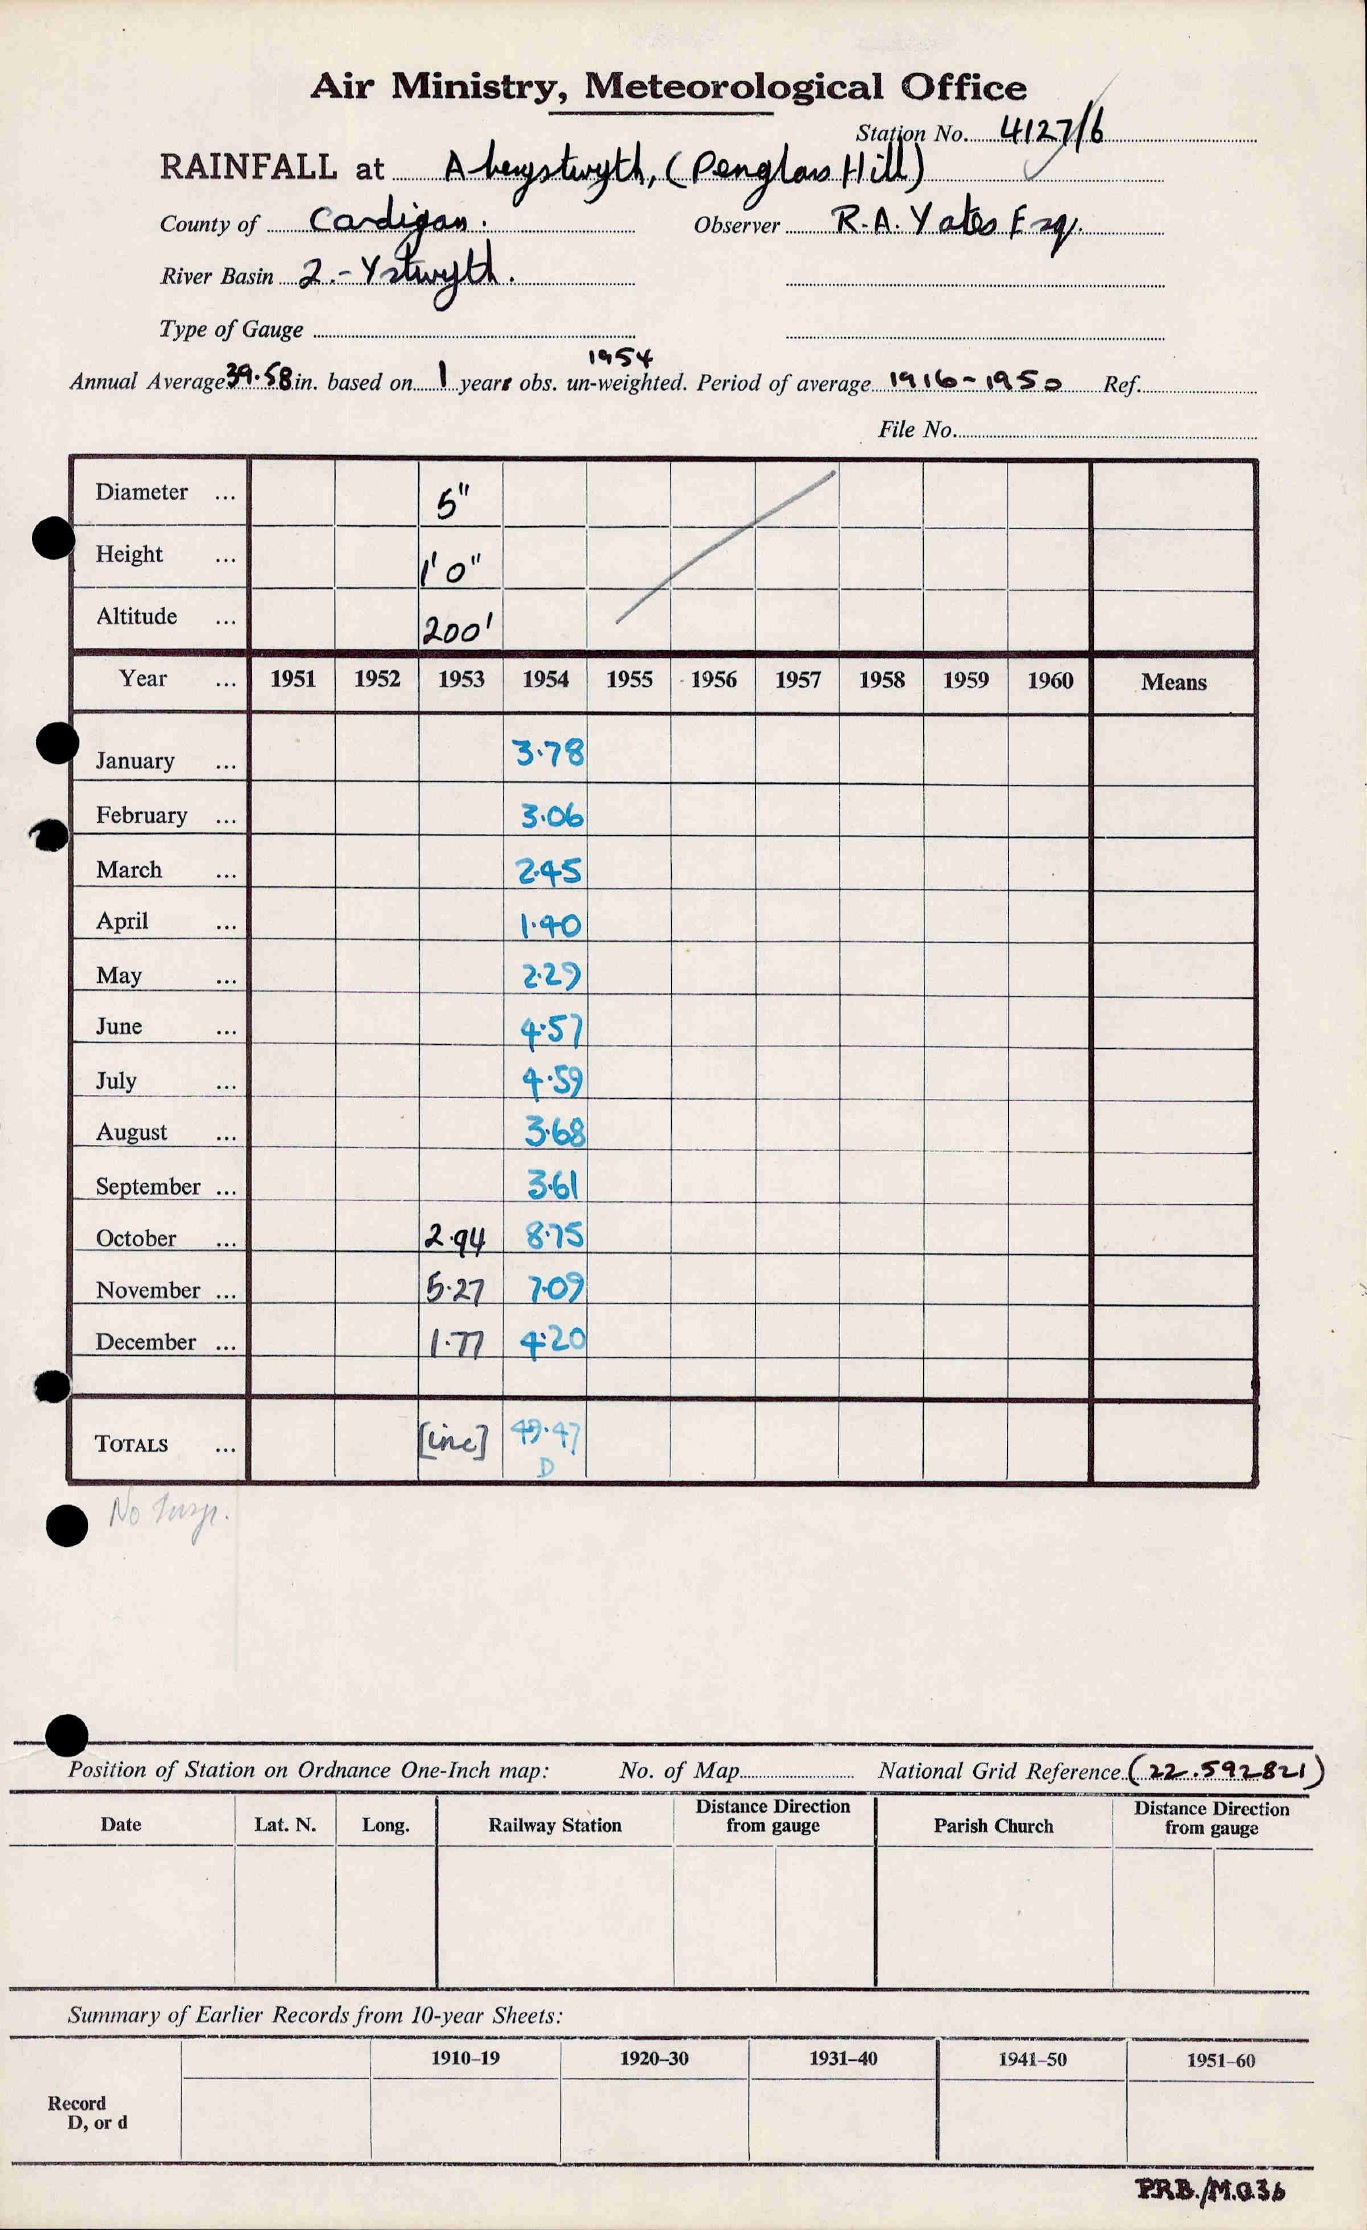 Air Ministry, Meteorological Office
Station No. 4127/6
RAINFALL at Aberystwyth, (Penglais Hill)
County of Cardigan. Observer R.A. Yates Esq.
River Basin 2.- Ystwyth.
Type of Gauge
1954
Annual Average 39.58 in. based on 1 years obs. un-weighted. Period of average 1916-1950 Ref.
File No.
Diameter ... 5"
Height ... 1' 0"
Altitude ... 200'
Year ... 1951 1952 1953 1954 1955 1956 1957 1958 1959 1960 Means
January ... 3.78
February ... 3.06
March ... 2.45
April ... 1.40
May ... 2.29
June ... 4.57
July ... 4.59
August ... 3.68
September ... 3.61
October ... 2.94 8.75
November ... 5.27 7.09
December ... 1.77 4.20
TOTALS ... [inc] 49.47
D
No Insp.
Position of Station on Ordnance One-Inch map: No. of Map National Grid Reference (22.592821)
Date Lat. N. Long. Railway Station Distance Direction from gauge Parish Church Distance Direction from gauge
Summary of Earlier Records from 10-year Sheets:
1910–19 1920–30 1931–40 1941–50 1951–60
Record
D, or d
P.R.B./M.O.36